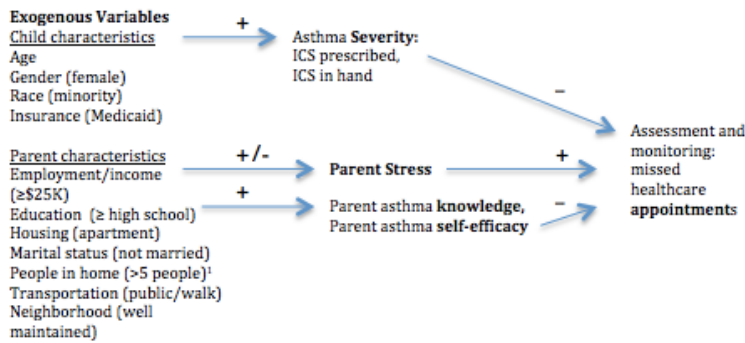 Exogenous Variables
Child characteristics
Age
Gender (female)
Race (minority)
Insurance (Medicaid)
+
Asthma Severity:
ICS prescribed,
ICS in hand
–
Parent characteristics
Employment/income
(≥$25K)
Education (≥ high school)
Housing (apartment)
Marital status (not married)
People in home (>5 people)¹
Transportation (public/walk)
Neighborhood (well
maintained)
+/-
+
Parent Stress
Parent asthma knowledge,
Parent asthma self-efficacy
+
–
Assessment and
monitoring:
missed
healthcare
appointments